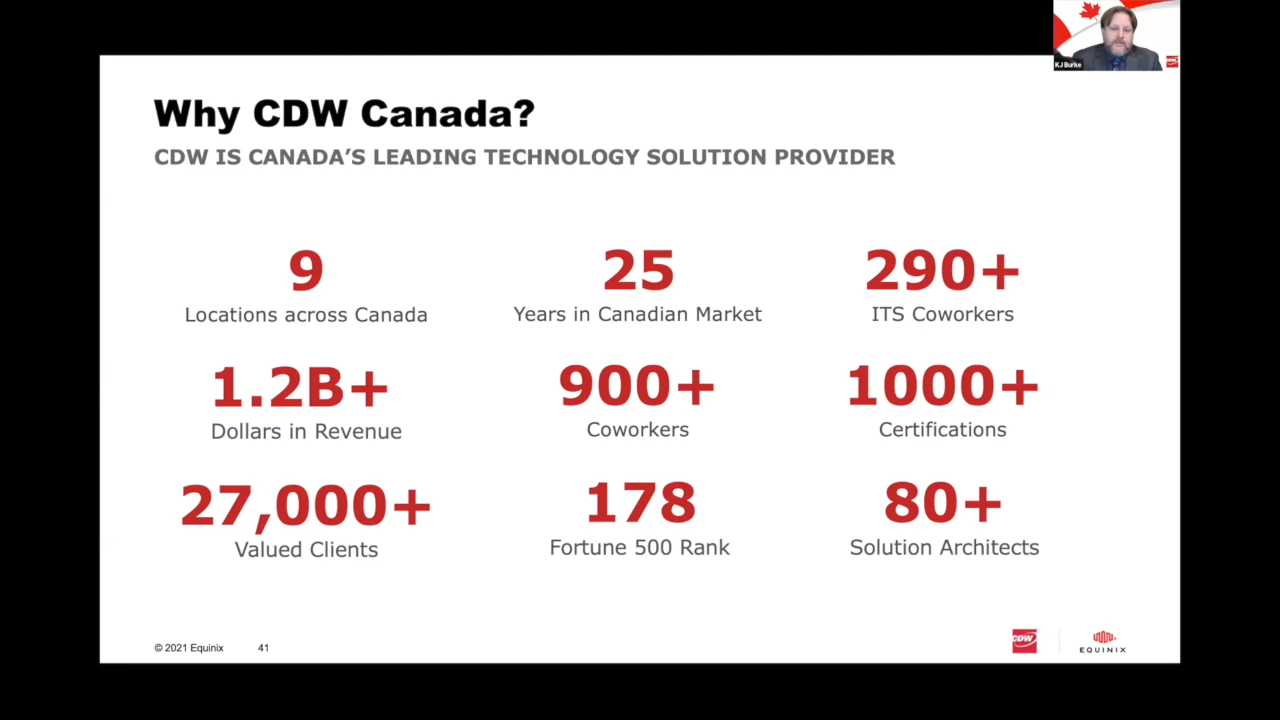 KJ Burke
Why CDW Canada?
CDW IS CANADA'S LEADING TECHNOLOGY SOLUTION PROVIDER
9
Locations across Canada
25
Years in Canadian Market
290+
ITS Coworkers
1.2B+
Dollars in Revenue
900+
Coworkers
1000+
Certifications
27,000+
Valued Clients
178
Fortune 500 Rank
80+
Solution Architects
© 2021 Equinix
41
CDW
EQUINIX